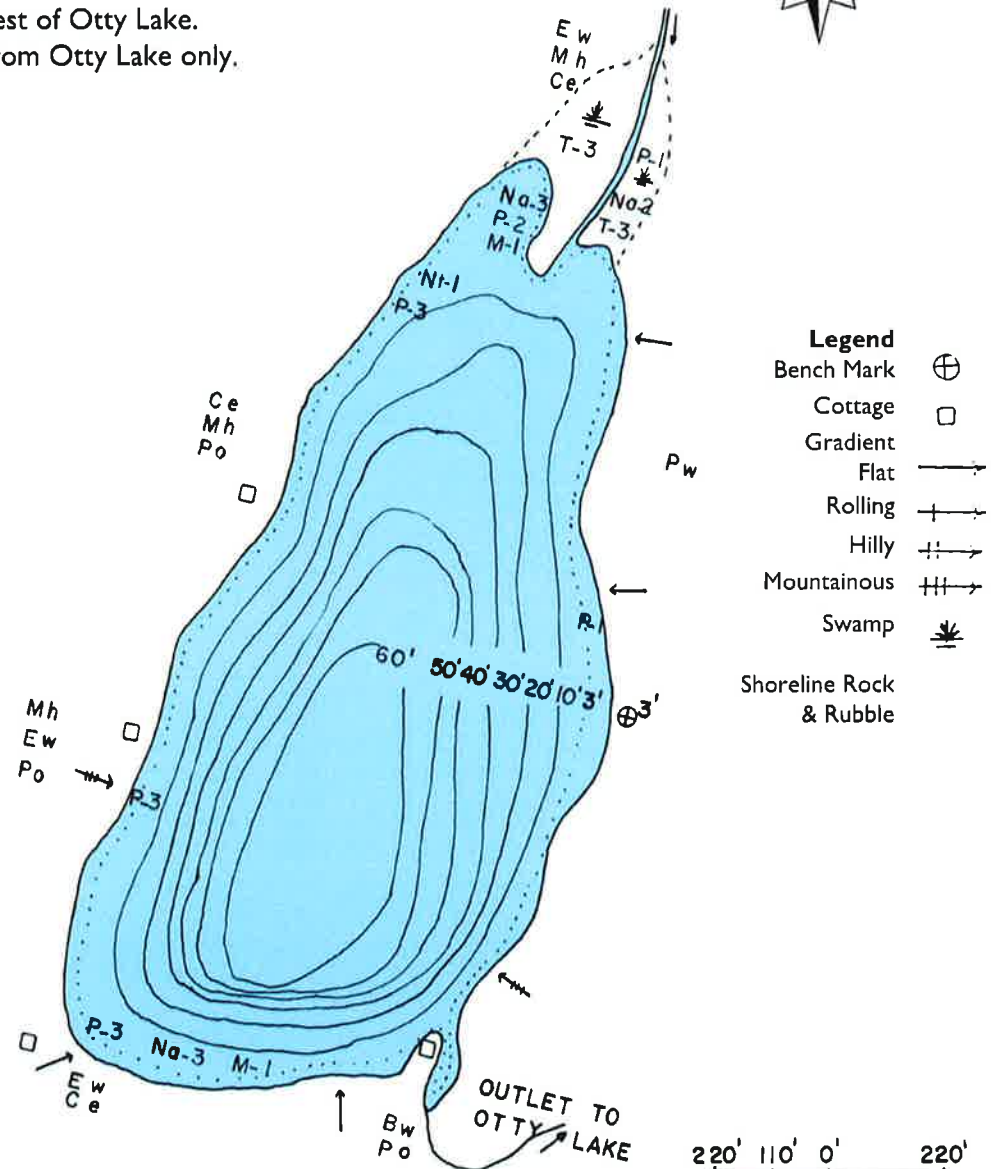 est of Otty Lake.
rom Otty Lake only.
Ew
Mh
Ce
T-3
P-1
Na-2
T-3
Na-3
P-2
M-1
Nt-1
P-3
Ce
Mh
Po
Pw
Legend
Bench Mark
Cottage
Gradient
Flat
Rolling
Hilly
Mountainous
Swamp
Shoreline Rock
& Rubble
P-1
60' 50' 40' 30' 20' 10' 3'
3'
Mh
Ew
Po
P-3
P-3 Na-3 M-1
Ew
Ce
Bw
Po
OUTLET TO
OTTY LAKE
220' 110' 0' 220'